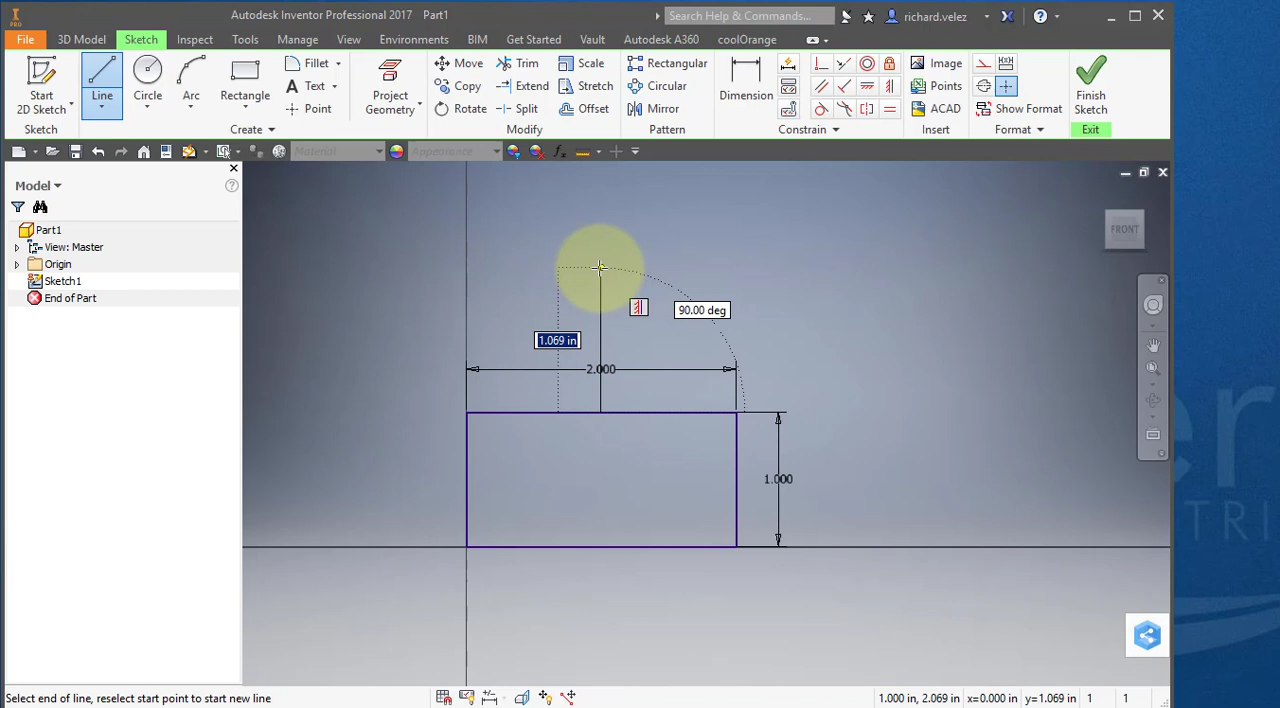 PRO
Autodesk Inventor Professional 2017 Part1
Search Help & Commands...
richard.velez
File 3D Model Sketch Inspect Tools Manage View Environments BIM Get Started Vault Autodesk A360 coolOrange
Start
2D Sketch
Sketch
Line
Circle
Arc
Rectangle
Fillet
Text
A
Point
Create
Project
Geometry
Move Trim Scale
Copy Extend Stretch
Rotate Split Offset
Modify
Rectangular
Circular
Mirror
Pattern
Dimension
Constrain
Image
Points
ACAD
Insert
Show Format
Format
Finish
Sketch
Exit
Material
Appearance
fx
Model
Part1
View: Master
Origin
Sketch1
End of Part
FRONT
90.00 deg
1.069 in
2.000
1.000
er
TRI
Select end of line, reselect start point to start new line
1.000 in, 2.069 in x=0.000 in y=1.069 in 1 1